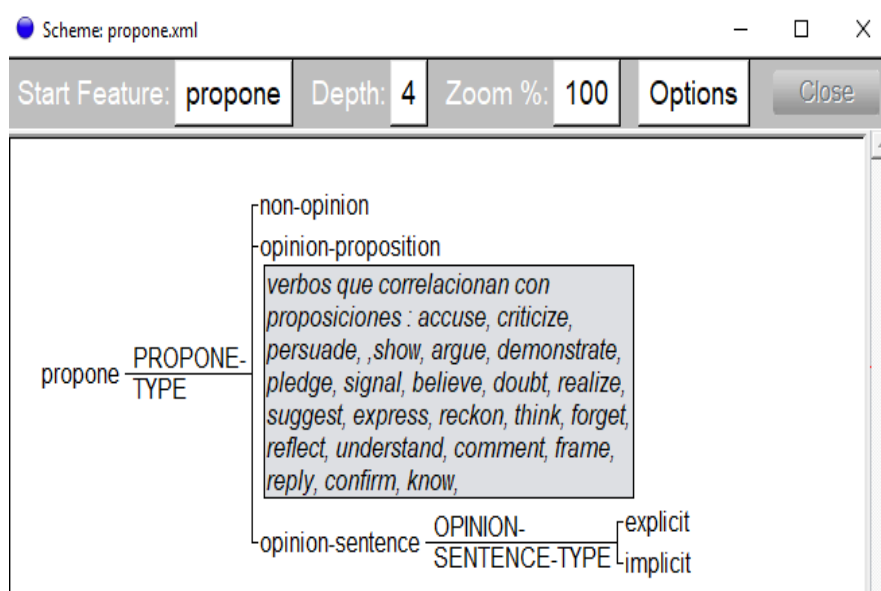 Scheme: propone.xml
Start Feature: propone Depth: 4 Zoom %: 100 Options Close
non-opinion
opinion-proposition
verbos que correlacionan con
proposiciones : accuse, criticize,
persuade, ,show, argue, demonstrate,
pledge, signal, believe, doubt, realize,
suggest, express, reckon, think, forget,
reflect, understand, comment, frame,
reply, confirm, know,
propone PROPONE-
TYPE
opinion-sentence OPINION-
SENTENCE-TYPE
explicit
implicit